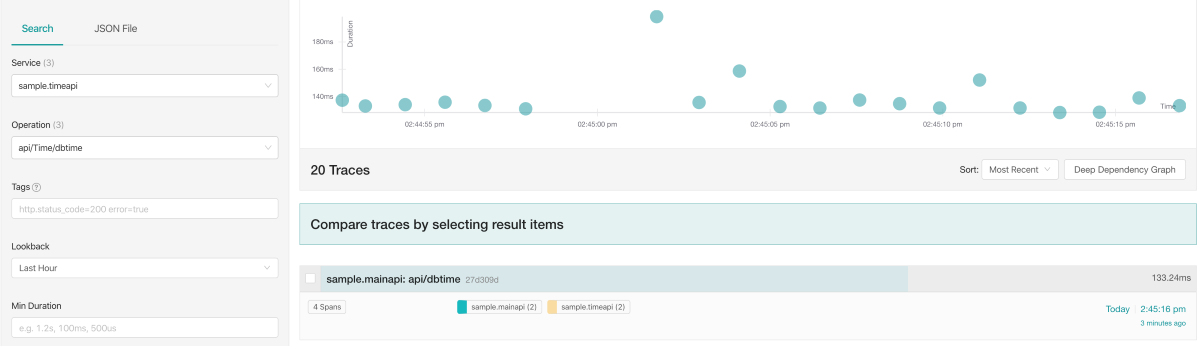 Search
JSON File
Service (3)
sample.timeapi
Operation (3)
api/Time/dbtime
Tags ?
http.status_code=200 error=true
Lookback
Last Hour
Min Duration
e.g. 1.2s, 100ms, 500us
Duration
180ms
160ms
140ms
Time
02:44:55 pm
02:45:00 pm
02:45:05 pm
02:45:10 pm
02:45:15 pm
20 Traces
Sort: Most Recent
Deep Dependency Graph
Compare traces by selecting result items
sample.mainapi: api/dbtime 27d309d
133.24ms
4 Spans
sample.mainapi (2)
sample.timeapi (2)
Today 2:45:16 pm
3 minutes ago